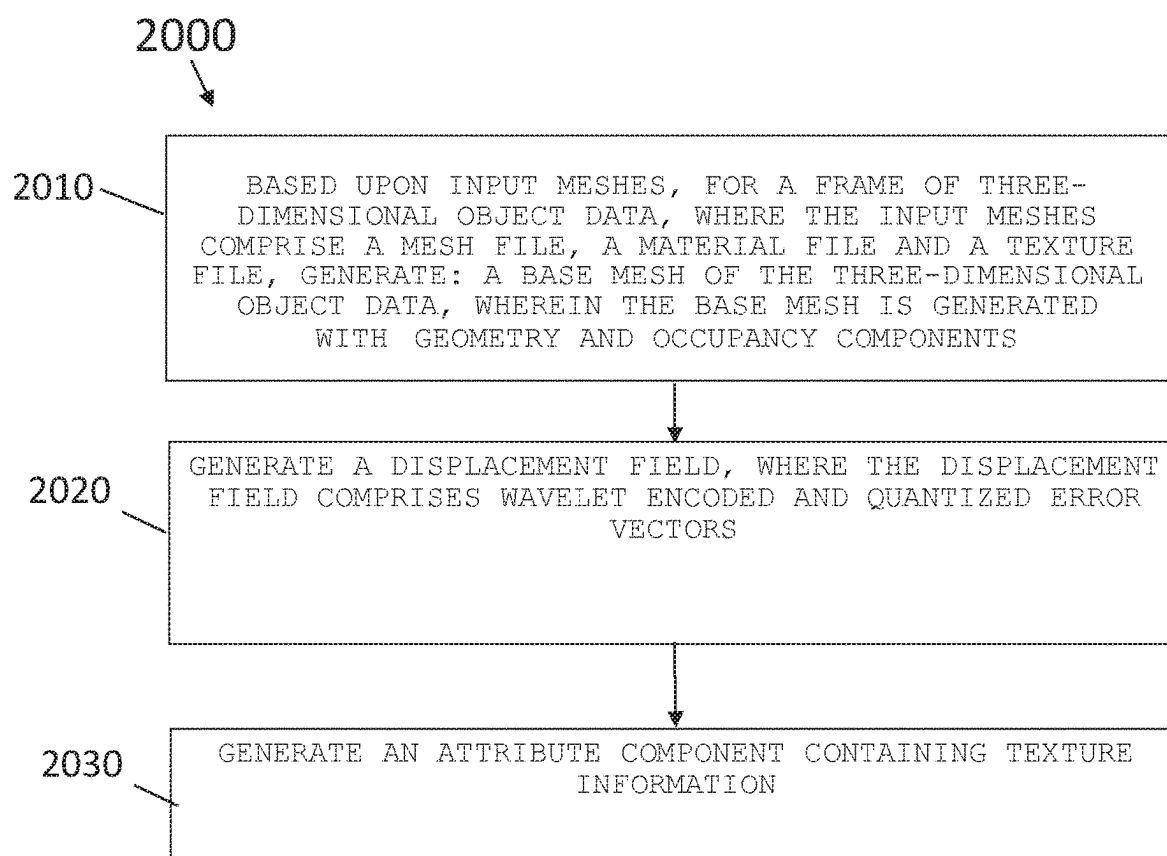 2000
2010
BASED UPON INPUT MESHES, FOR A FRAME OF THREE-
DIMENSIONAL OBJECT DATA, WHERE THE INPUT MESHES
COMPRISE A MESH FILE, A MATERIAL FILE AND A TEXTURE
FILE, GENERATE: A BASE MESH OF THE THREE-DIMENSIONAL
OBJECT DATA, WHEREIN THE BASE MESH IS GENERATED
WITH GEOMETRY AND OCCUPANCY COMPONENTS
2020
GENERATE A DISPLACEMENT FIELD, WHERE THE DISPLACEMENT
FIELD COMPRISES WAVELET ENCODED AND QUANTIZED ERROR
VECTORS
2030
GENERATE AN ATTRIBUTE COMPONENT CONTAINING TEXTURE
INFORMATION